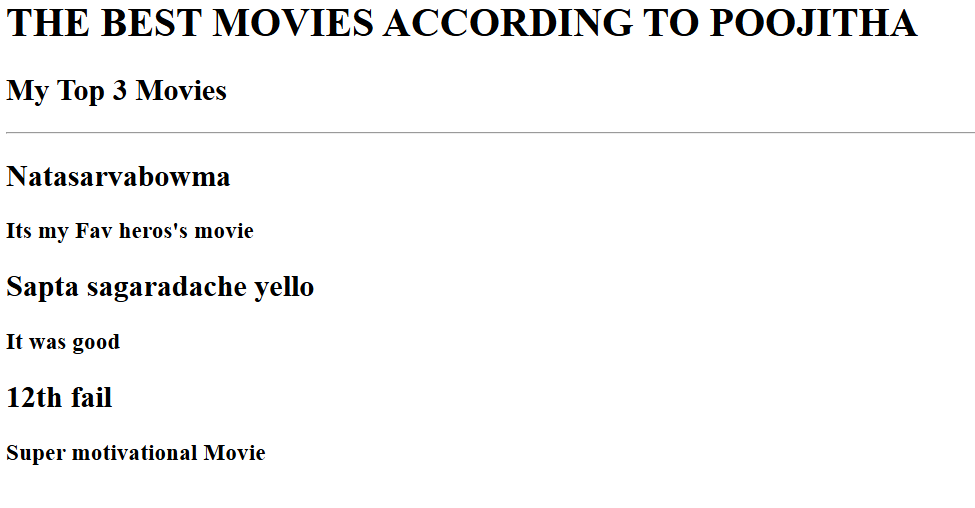 THE BEST MOVIES ACCORDING TO POOJITHA
My Top 3 Movies
Natasarvabowma
Its my Fav heros's movie
Sapta sagaradache yello
It was good
12th fail
Super motivational Movie